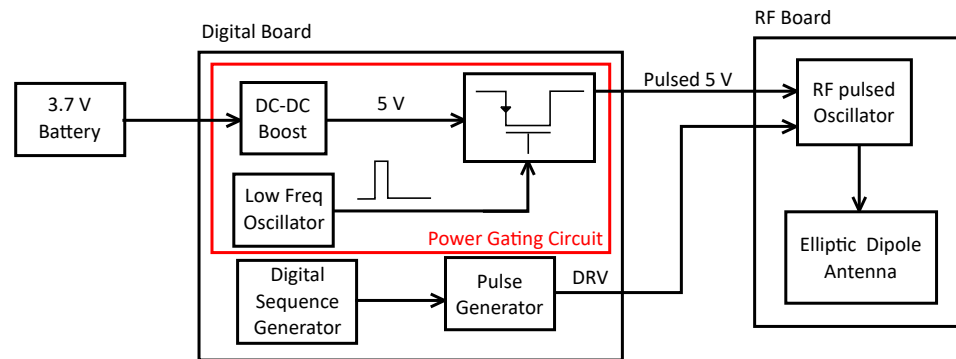 Digital Board
RF Board
3.7 V
Battery
DC-DC
Boost
5 V
Pulsed 5 V
RF pulsed
Oscillator
Low Freq
Oscillator
Power Gating Circuit
Elliptic Dipole
Antenna
Digital
Sequence
Generator
Pulse
Generator
DRV